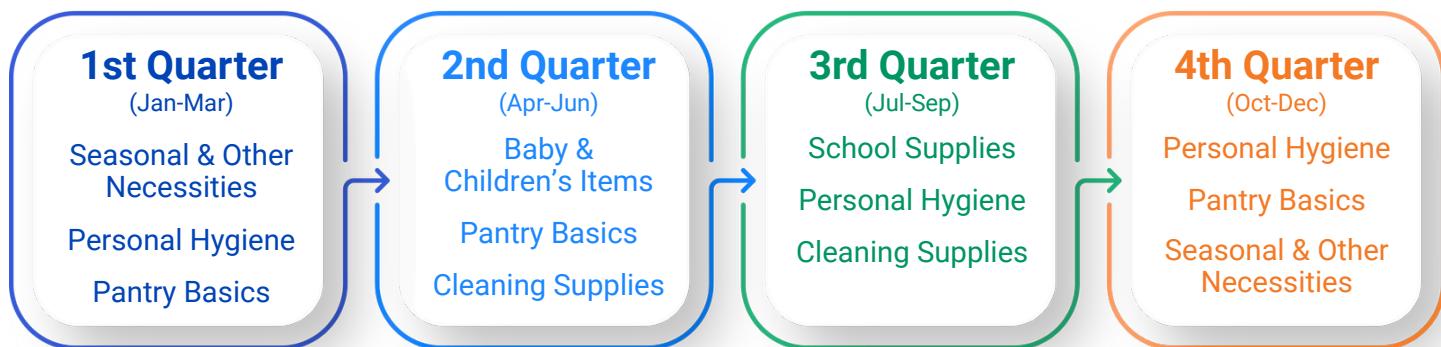 1st Quarter
(Jan-Mar)
Seasonal & Other
Necessities
Personal Hygiene
Pantry Basics
2nd Quarter
(Apr-Jun)
Baby &
Children’s Items
Pantry Basics
Cleaning Supplies
3rd Quarter
(Jul-Sep)
School Supplies
Personal Hygiene
Cleaning Supplies
4th Quarter
(Oct-Dec)
Personal Hygiene
Pantry Basics
Seasonal & Other
Necessities